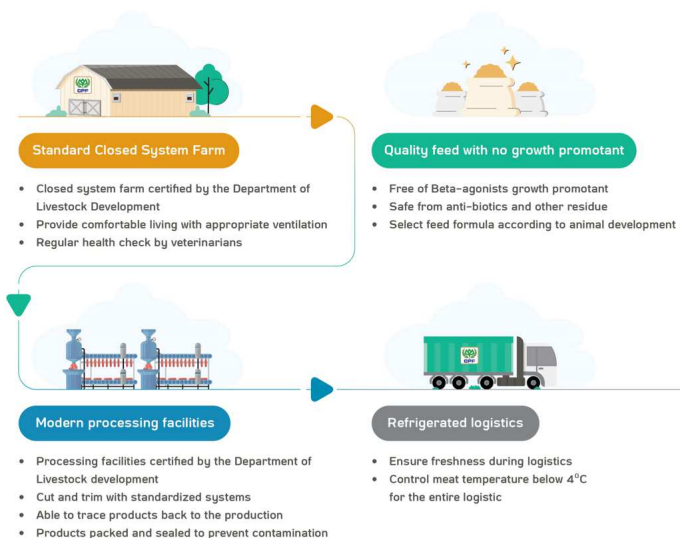 CPF
Standard Closed System Farm
Quality feed with no growth promotant
• Closed system farm certified by the Department of
Livestock Development
• Provide comfortable living with appropriate ventilation
• Regular health check by veterinarians
• Free of Beta-agonists growth promotant
• Safe from anti-biotics and other residue
• Select feed formula according to animal development
CPF
Modern processing facilities
Refrigerated logistics
• Processing facilities certified by the Department of
Livestock development
• Cut and trim with standardized systems
• Able to trace products back to the production
• Products packed and sealed to prevent contamination
• Ensure freshness during logistics
• Control meat temperature below 4°C
for the entire logistic